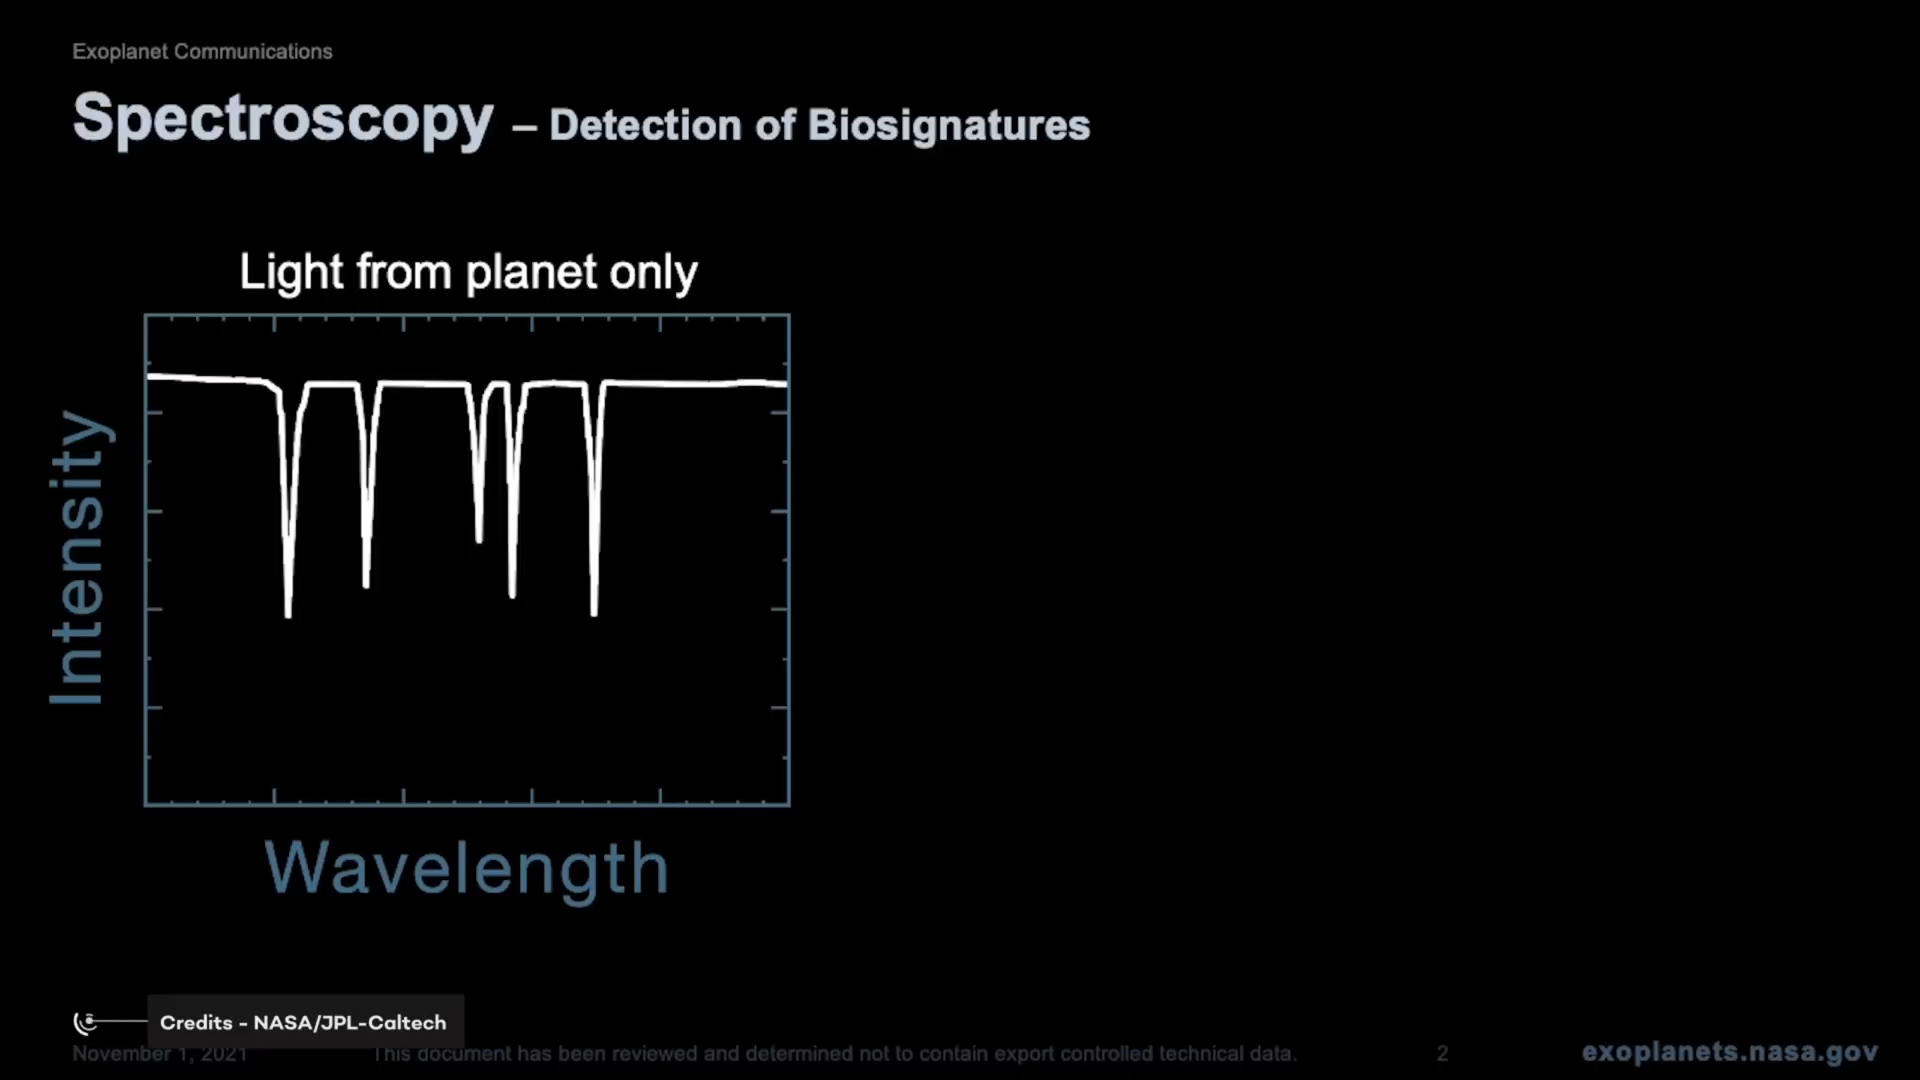 Exoplanet Communications
Spectroscopy – Detection of Biosignatures
Light from planet only
Intensity
Wavelength
Credits - NASA/JPL-Caltech
November 1, 2021
This document has been reviewed and determined not to contain export controlled technical data.
2
exoplanets.nasa.gov